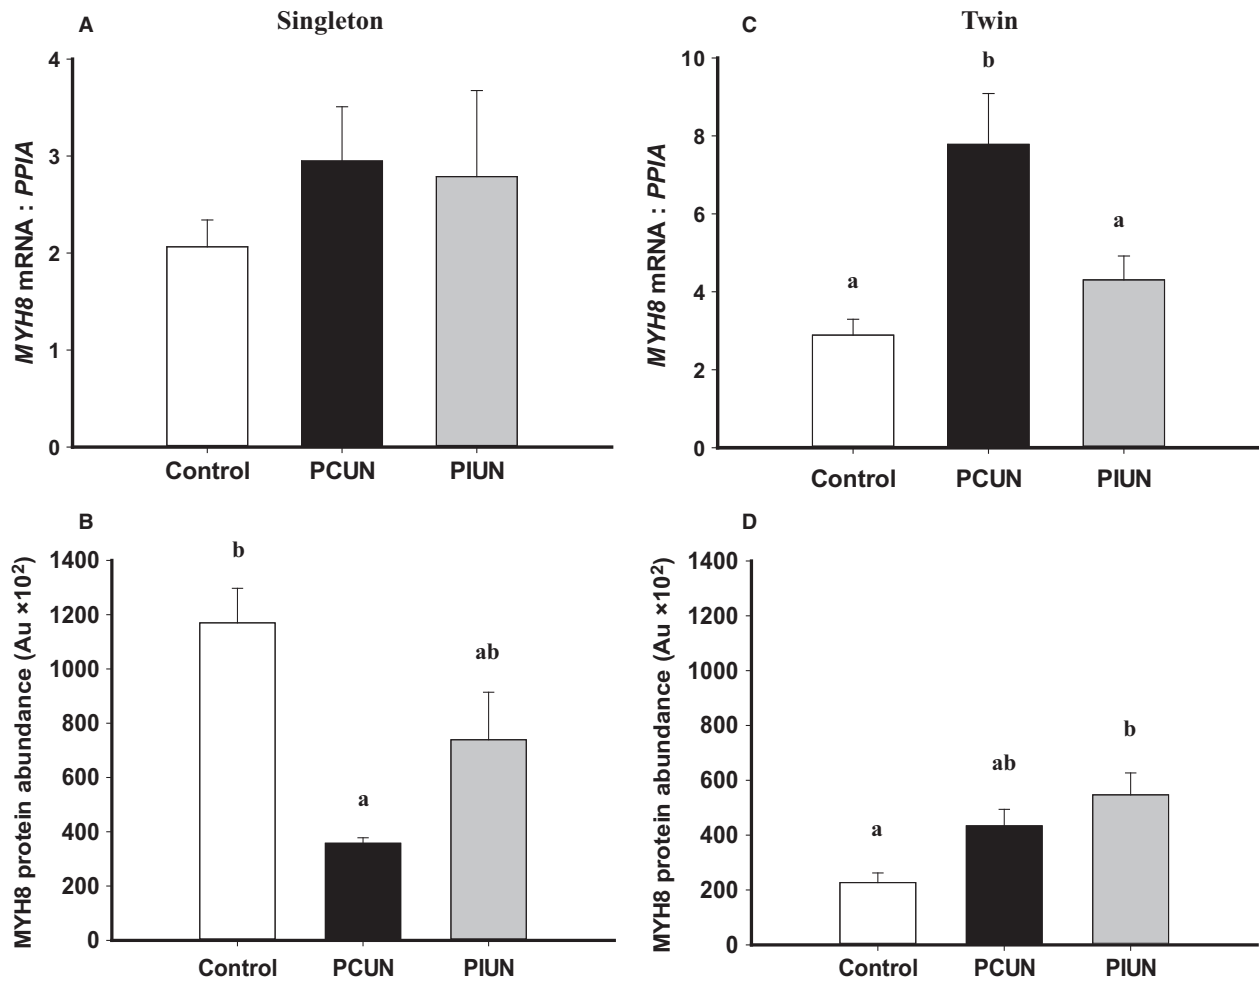 A
Singleton
MYH8 mRNA : PPIA
4
3
2
1
0
Control PCUN PIUN
C
Twin
MYH8 mRNA : PPIA
10
8
6
4
2
0
a
b
a
Control PCUN PIUN
B
MYH8 protein abundance (Au ×10²)
1400
1200
1000
800
600
400
200
0
b
a
ab
Control PCUN PIUN
D
MYH8 protein abundance (Au ×10²)
1400
1200
1000
800
600
400
200
0
a
ab
b
Control PCUN PIUN